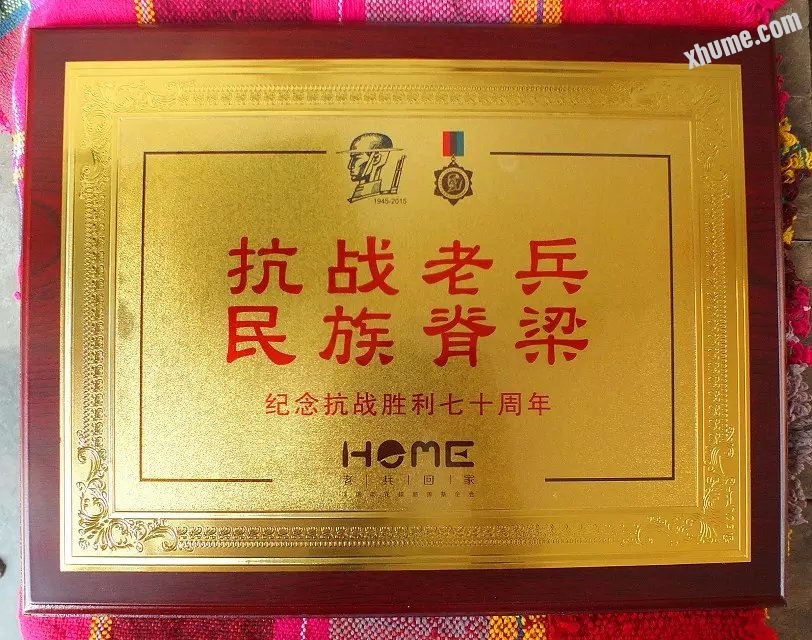 xhume.com
1945-2015
抗战老兵
民族脊梁
纪念抗战胜利七十周年
HOME
老|兵|回|家